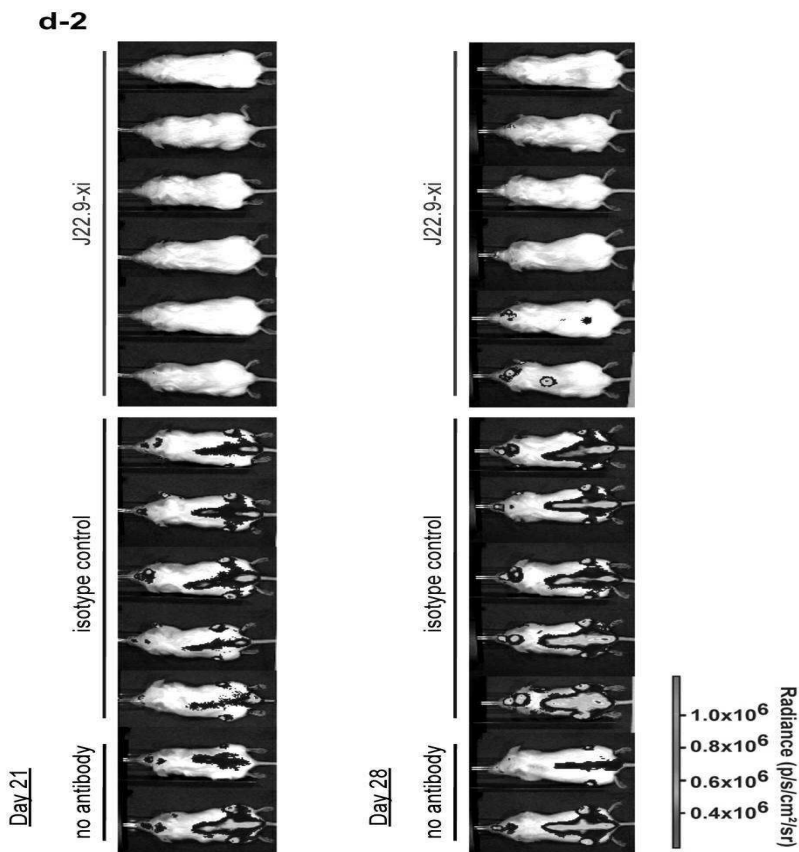 d-2
J22.9-xi
J22.9-xi
isotype control
isotype control
no antibody
no antibody
Day 21
Day 28
1.0x10⁶
0.8x10⁶
0.6x10⁶
0.4x10⁶
Radiance (p/s/cm²/sr)